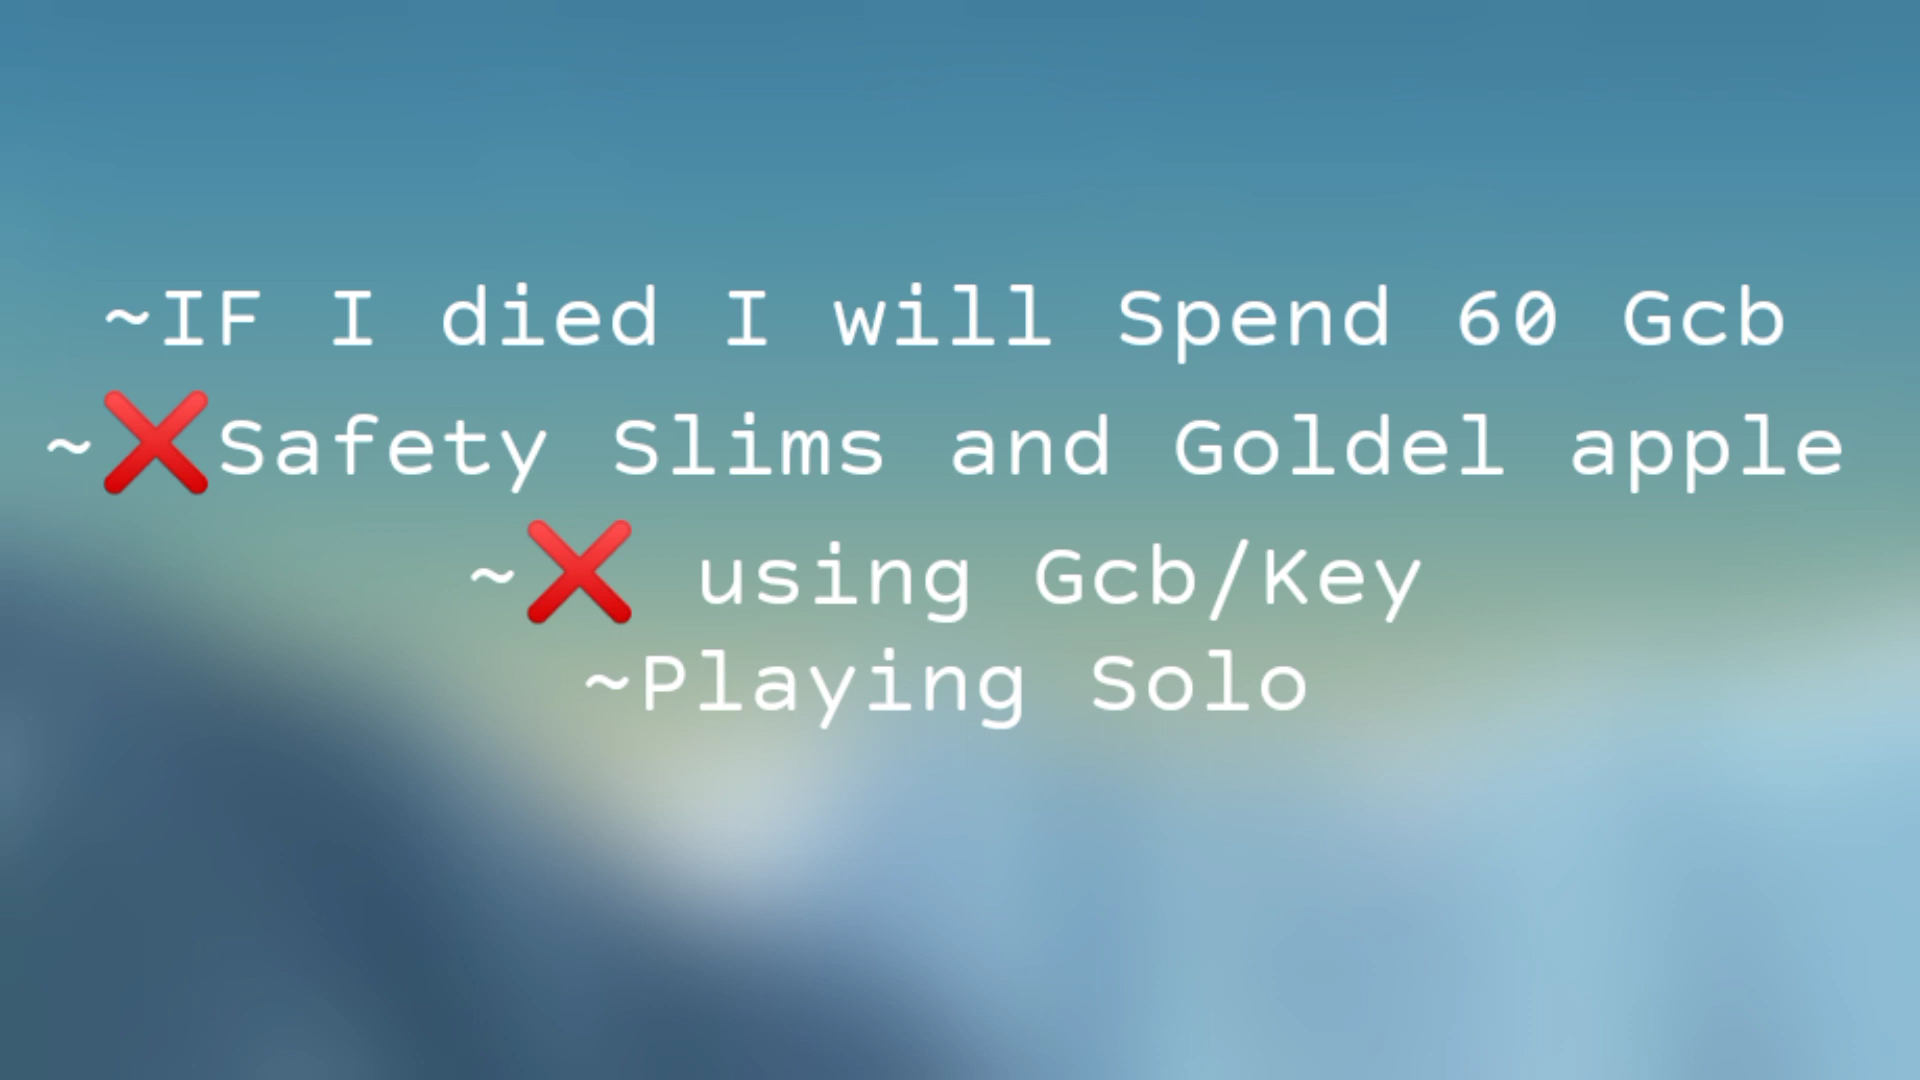 ~IF I died I will Spend 60 Gcb
~❌Safety Slims and Goldel apple
~❌ using Gcb/Key
~Playing Solo